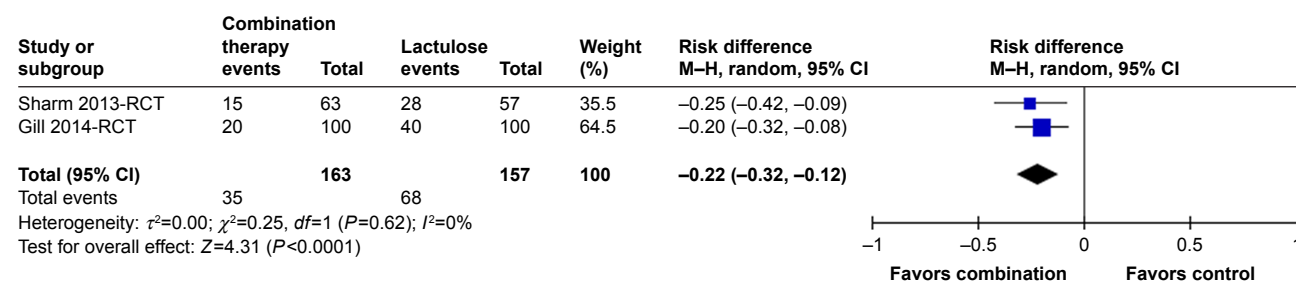 Study or subgroup Combination therapy events Total Lactulose events Total Weight (%) Risk difference M–H, random, 95% CI Risk difference M–H, random, 95% CI
Sharm 2013-RCT 15 63 28 57 35.5 –0.25 (–0.42, –0.09)
Gill 2014-RCT 20 100 40 100 64.5 –0.20 (–0.32, –0.08)
Total (95% CI) 163 157 100 –0.22 (–0.32, –0.12)
Total events 35 68
Heterogeneity: τ²=0.00; χ²=0.25, df=1 (P=0.62); I²=0%
Test for overall effect: Z=4.31 (P<0.0001)
–1 –0.5 0 0.5 1
Favors combination Favors control